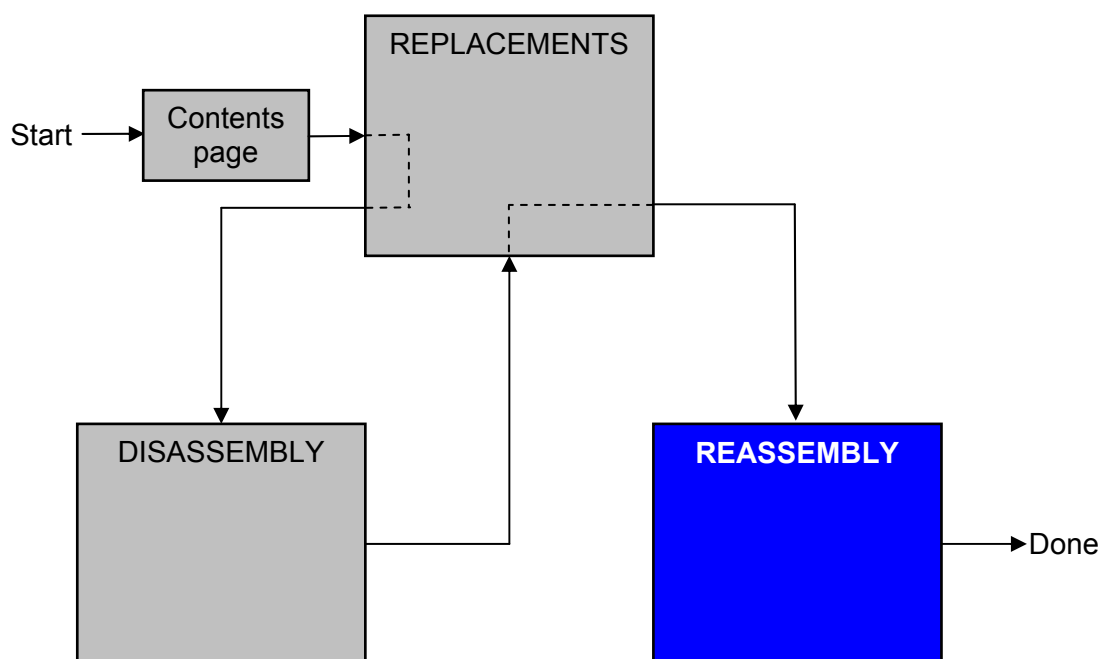 REPLACEMENTS
Start
Contents
page
DISASSEMBLY
REASSEMBLY
Done